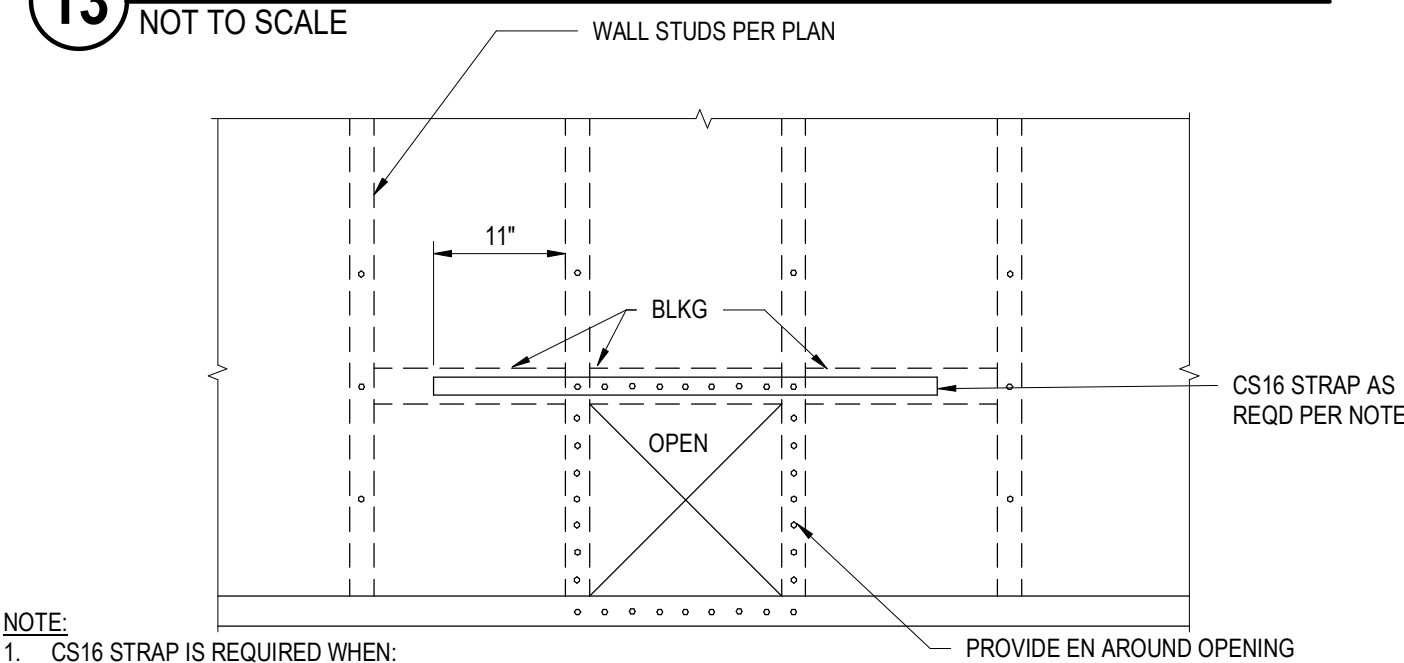 13
NOT TO SCALE
WALL STUDS PER PLAN
11"
BLKG
CS16 STRAP AS
REQD PER NOTE
OPEN
NOTE:
1. CS16 STRAP IS REQUIRED WHEN:
PROVIDE EN AROUND OPENING